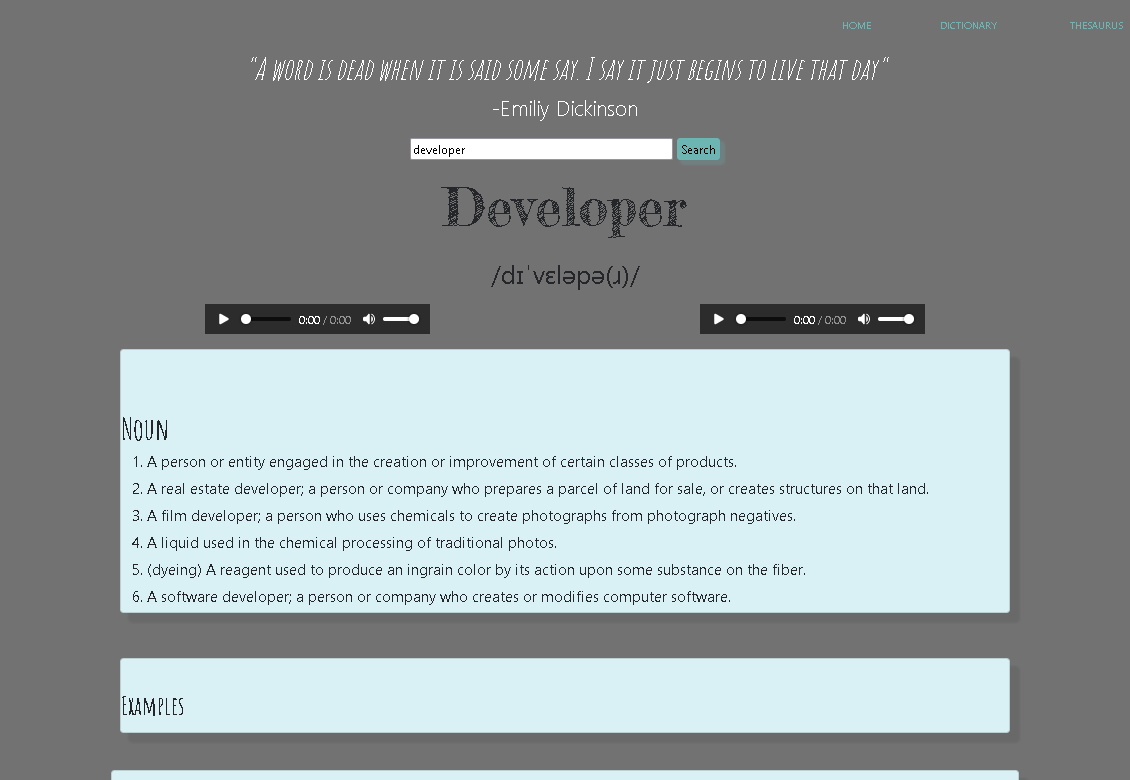 HOME DICTIONARY THESAURUS
"A word is dead when it is said some say. I say it just begins to live that day"
-Emiliy Dickinson
developer Search
Developer
/dɪˈvɛləpə(ɹ)/
0:00 / 0:00 0:00 / 0:00
Noun
1. A person or entity engaged in the creation or improvement of certain classes of products.
2. A real estate developer; a person or company who prepares a parcel of land for sale, or creates structures on that land.
3. A film developer; a person who uses chemicals to create photographs from photograph negatives.
4. A liquid used in the chemical processing of traditional photos.
5. (dyeing) A reagent used to produce an ingrain color by its action upon some substance on the fiber.
6. A software developer; a person or company who creates or modifies computer software.
Examples